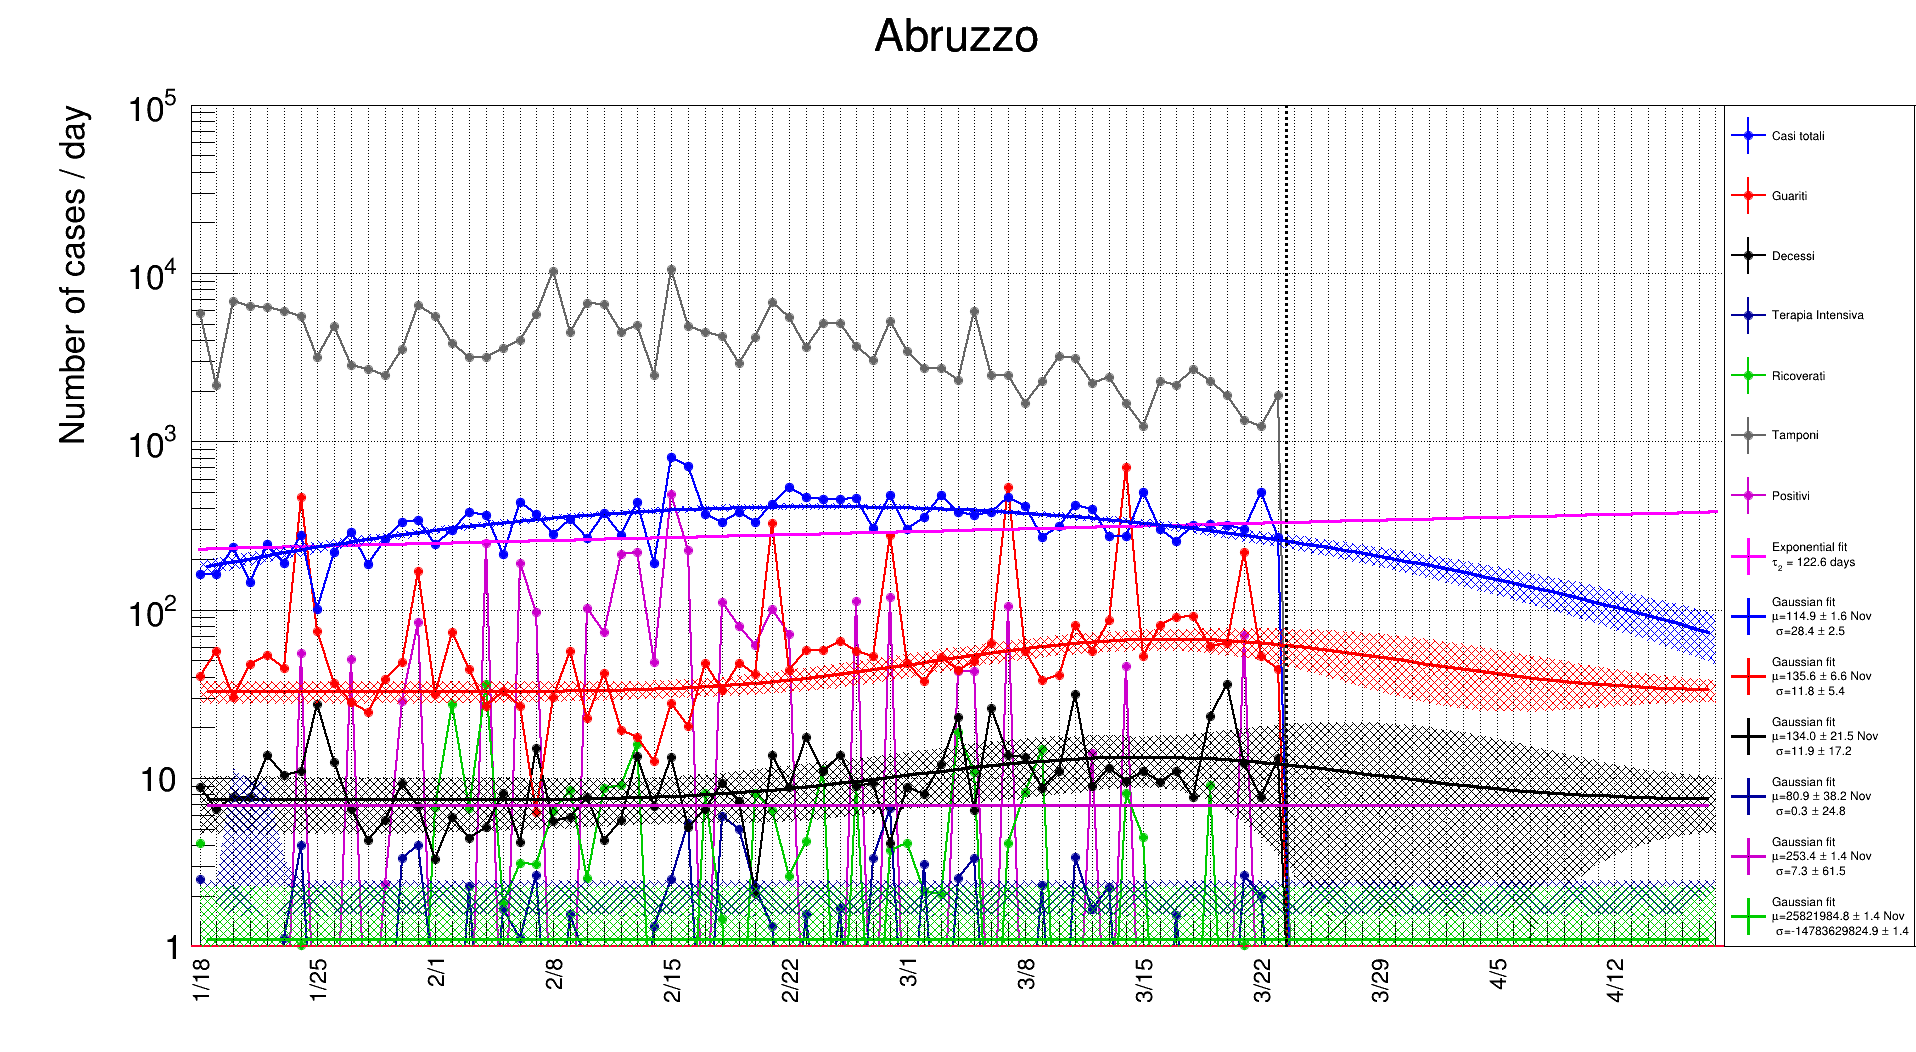 Abruzzo
Number of cases / day
10^5
10^4
10^3
10^2
10
1
1/18
1/25
2/1
2/8
2/15
2/22
3/1
3/8
3/15
3/22
3/29
4/5
4/12
Casi totali
Guariti
Decessi
Terapia Intensiva
Ricoverati
Tamponi
Positivi
Exponential fit
τ₂ = 122.6 days
Gaussian fit
μ=114.9 ± 1.6 Nov
σ=28.4 ± 2.5
Gaussian fit
μ=135.6 ± 6.6 Nov
σ=11.8 ± 5.4
Gaussian fit
μ=134.0 ± 21.5 Nov
σ=11.9 ± 17.2
Gaussian fit
μ=80.9 ± 38.2 Nov
σ=0.3 ± 24.8
Gaussian fit
μ=253.4 ± 1.4 Nov
σ=7.3 ± 61.5
Gaussian fit
μ=25821984.8 ± 1.4 Nov
σ=-14783629824.9 ± 1.4